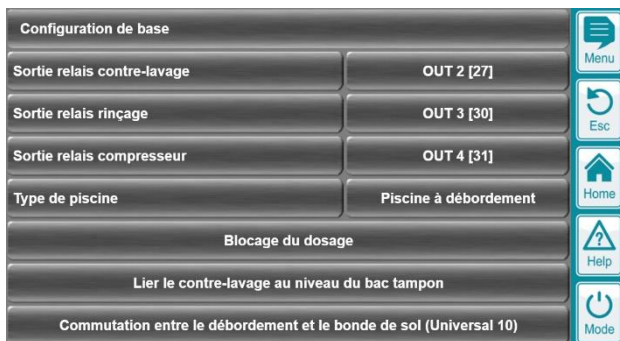 Configuration de base
Menu
Sortie relais contre-lavage OUT 2 [27]
Sortie relais rinçage OUT 3 [30]
Esc
Sortie relais compresseur OUT 4 [31]
Type de piscine Piscine à débordement
Home
Blocage du dosage
?
Help
Lier le contre-lavage au niveau du bac tampon
Commutation entre le débordement et le bonde de sol (Universal 10)
Mode